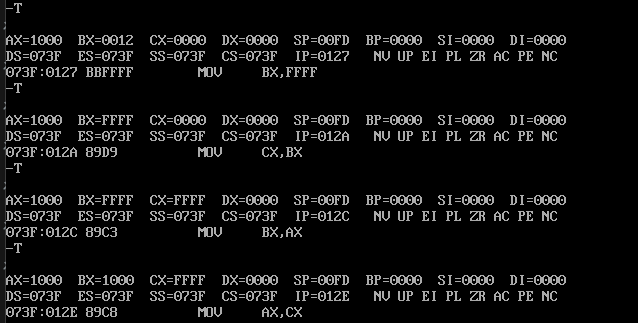 -T
AX=1000  BX=0012  CX=0000  DX=0000  SP=00FD  BP=0000  SI=0000  DI=0000
DS=073F  ES=073F  SS=073F  CS=073F  IP=0127   NV UP EI PL ZR AC PE NC
073F:0127 BBFFFF        MOV     BX,FFFF
-T
AX=1000  BX=FFFF  CX=0000  DX=0000  SP=00FD  BP=0000  SI=0000  DI=0000
DS=073F  ES=073F  SS=073F  CS=073F  IP=012A   NV UP EI PL ZR AC PE NC
073F:012A 89D9          MOV     CX,BX
-T
AX=1000  BX=FFFF  CX=FFFF  DX=0000  SP=00FD  BP=0000  SI=0000  DI=0000
DS=073F  ES=073F  SS=073F  CS=073F  IP=012C   NV UP EI PL ZR AC PE NC
073F:012C 89C3          MOV     BX,AX
-T
AX=1000  BX=1000  CX=FFFF  DX=0000  SP=00FD  BP=0000  SI=0000  DI=0000
DS=073F  ES=073F  SS=073F  CS=073F  IP=012E   NV UP EI PL ZR AC PE NC
073F:012E 89C8          MOV     AX,CX